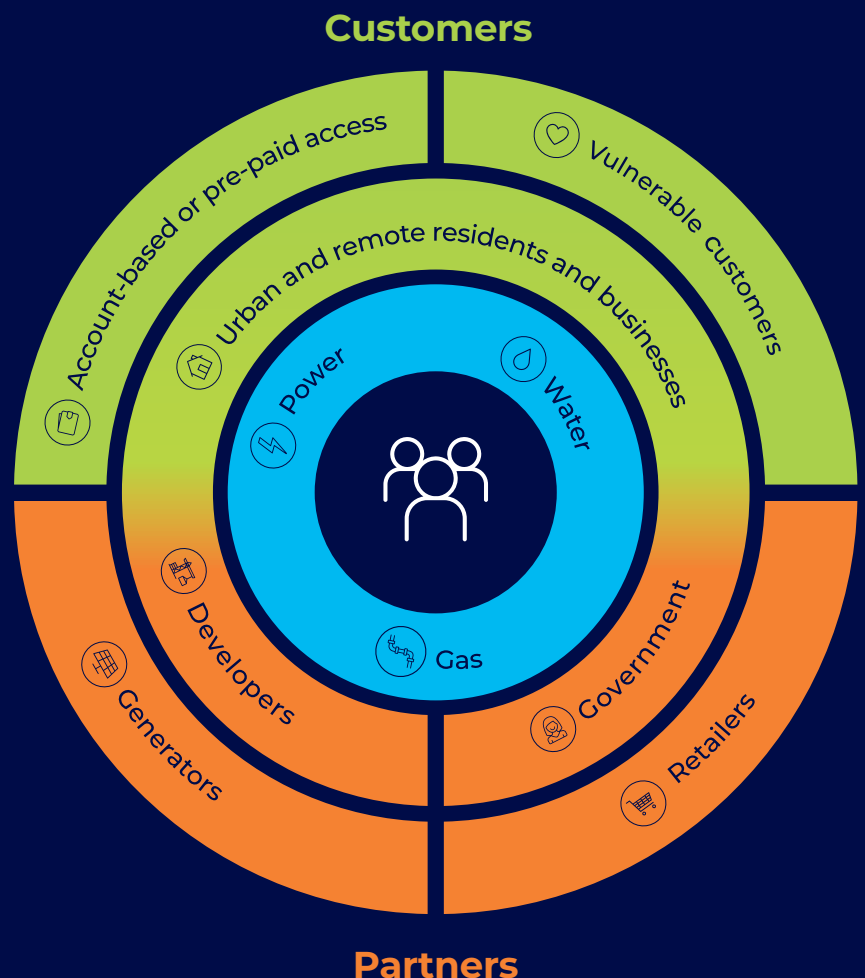 Customers
Account-based or pre-paid access
Vulnerable customers
Urban and remote residents and businesses
Power
Water
Gas
Developers
Government
Generators
Retailers
Partners